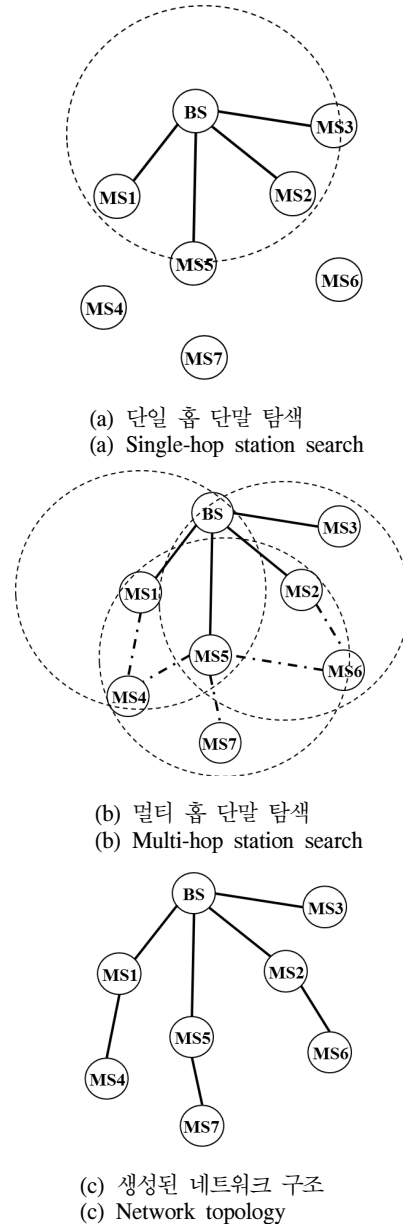 BS
MS3
MS1
MS2
MS5
MS6
MS4
MS7
(a) 단일 홉 단말 탐색
(a) Single-hop station search
BS
MS3
MS1
MS2
MS5
MS6
MS4
MS7
(b) 멀티 홉 단말 탐색
(b) Multi-hop station search
BS
MS3
MS1
MS2
MS5
MS6
MS4
MS7
(c) 생성된 네트워크 구조
(c) Network topology